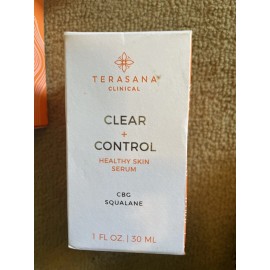 TERASANA
CLINICAL
CLEAR
+
CONTROL
HEALTHY SKIN
SERUM
CBG
SQUALANE
1 FL OZ. | 30 ML